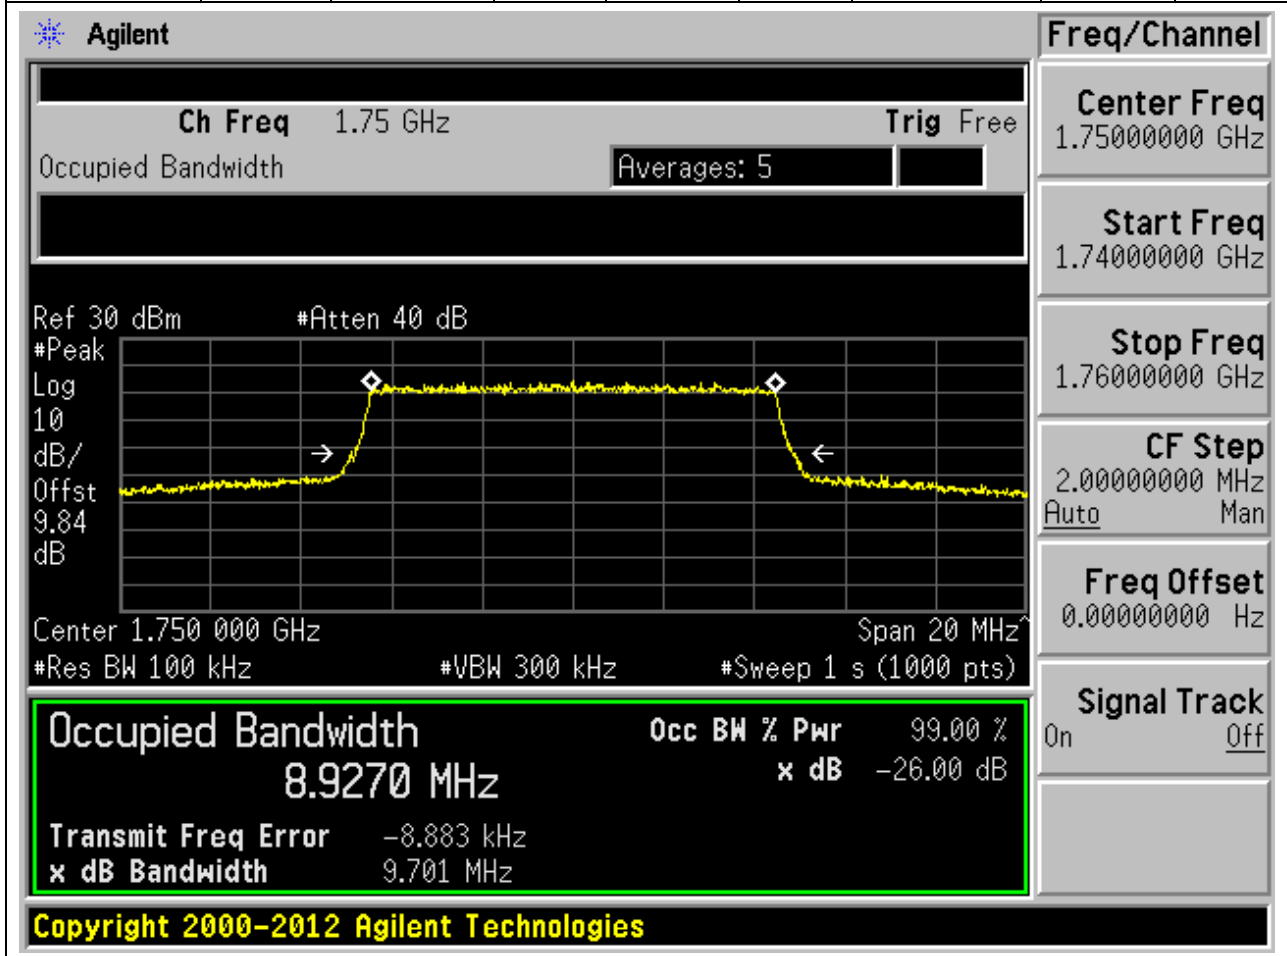 Agilent
Freq/Channel
Ch Freq 1.75 GHz Trig Free
Occupied Bandwidth Averages: 5
Center Freq
1.75000000 GHz
Start Freq
1.74000000 GHz
Stop Freq
1.76000000 GHz
CF Step
2.00000000 MHz
Auto Man
Freq Offset
0.00000000 Hz
Signal Track
On Off
Ref 30 dBm #Atten 40 dB
#Peak
Log
10
dB/
Offst
9.84
dB
Center 1.750 000 GHz Span 20 MHz^
#Res BW 100 kHz #VBW 300 kHz #Sweep 1 s (1000 pts)
Occupied Bandwidth Occ BW % Pwr 99.00 %
8.9270 MHz x dB -26.00 dB
Transmit Freq Error -8.883 kHz
x dB Bandwidth 9.701 MHz
Copyright 2000-2012 Agilent Technologies